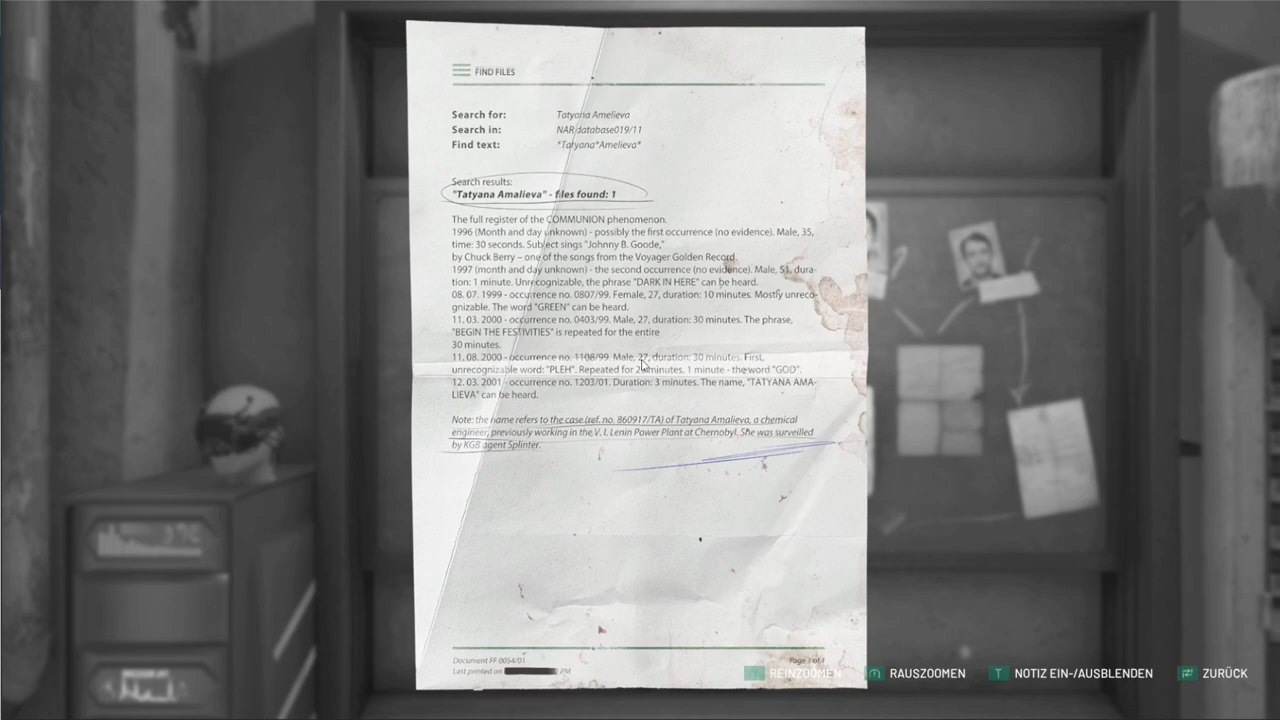 FIND FILES
Search for: Tatyana Amelieva
Search in: NAR database019/11
Find text: *Tatyana*Amelieva*
Search results:
"Tatyana Amalieva" - files found: 1
The full register of the COMMUNION phenomenon.
1996 (Month and day unknown) - possibly the first occurrence (no evidence). Male, 35,
time: 30 seconds. Subject sings "Johnny B. Goode,"
by Chuck Berry – one of the songs from the Voyager Golden Record.
1997 (month and day unknown) - the second occurrence (no evidence). Male, 51, dura-
tion: 1 minute. Unrecognizable, the phrase "DARK IN HERE" can be heard.
08. 07. 1999 - occurrence no. 0807/99. Female, 27, duration: 10 minutes. Mostly unreco-
gnizable. The word "GREEN" can be heard.
11. 03. 2000 - occurrence no. 0403/99. Male, 27, duration: 30 minutes. The phrase,
"BEGIN THE FESTIVITIES" is repeated for the entire
30 minutes.
11. 08. 2000 - occurrence no. 1108/99. Male, 27, duration: 30 minutes. First,
unrecognizable word: "PLEH". Repeated for minutes. 1 minute - the word "GOD".
12. 03. 2001 - occurrence no. 1203/01. Duration: 3 minutes. The name, "TATYANA AMA-
LIEVA" can be heard.
Note: the name refers to the case (ref. no. 860917/TA) of Tatyana Amalieva, a chemical
engineer, previously working in the V. I. Lenin Power Plant at Chernobyl. She was surveilled
by KGB agent Splinter.
Document FF 0054/01
Page 1 of 1
Last printed on PM
REINZOOMEN
RAUSZOOMEN
T NOTIZ EIN-/AUSBLENDEN
ZURÜCK